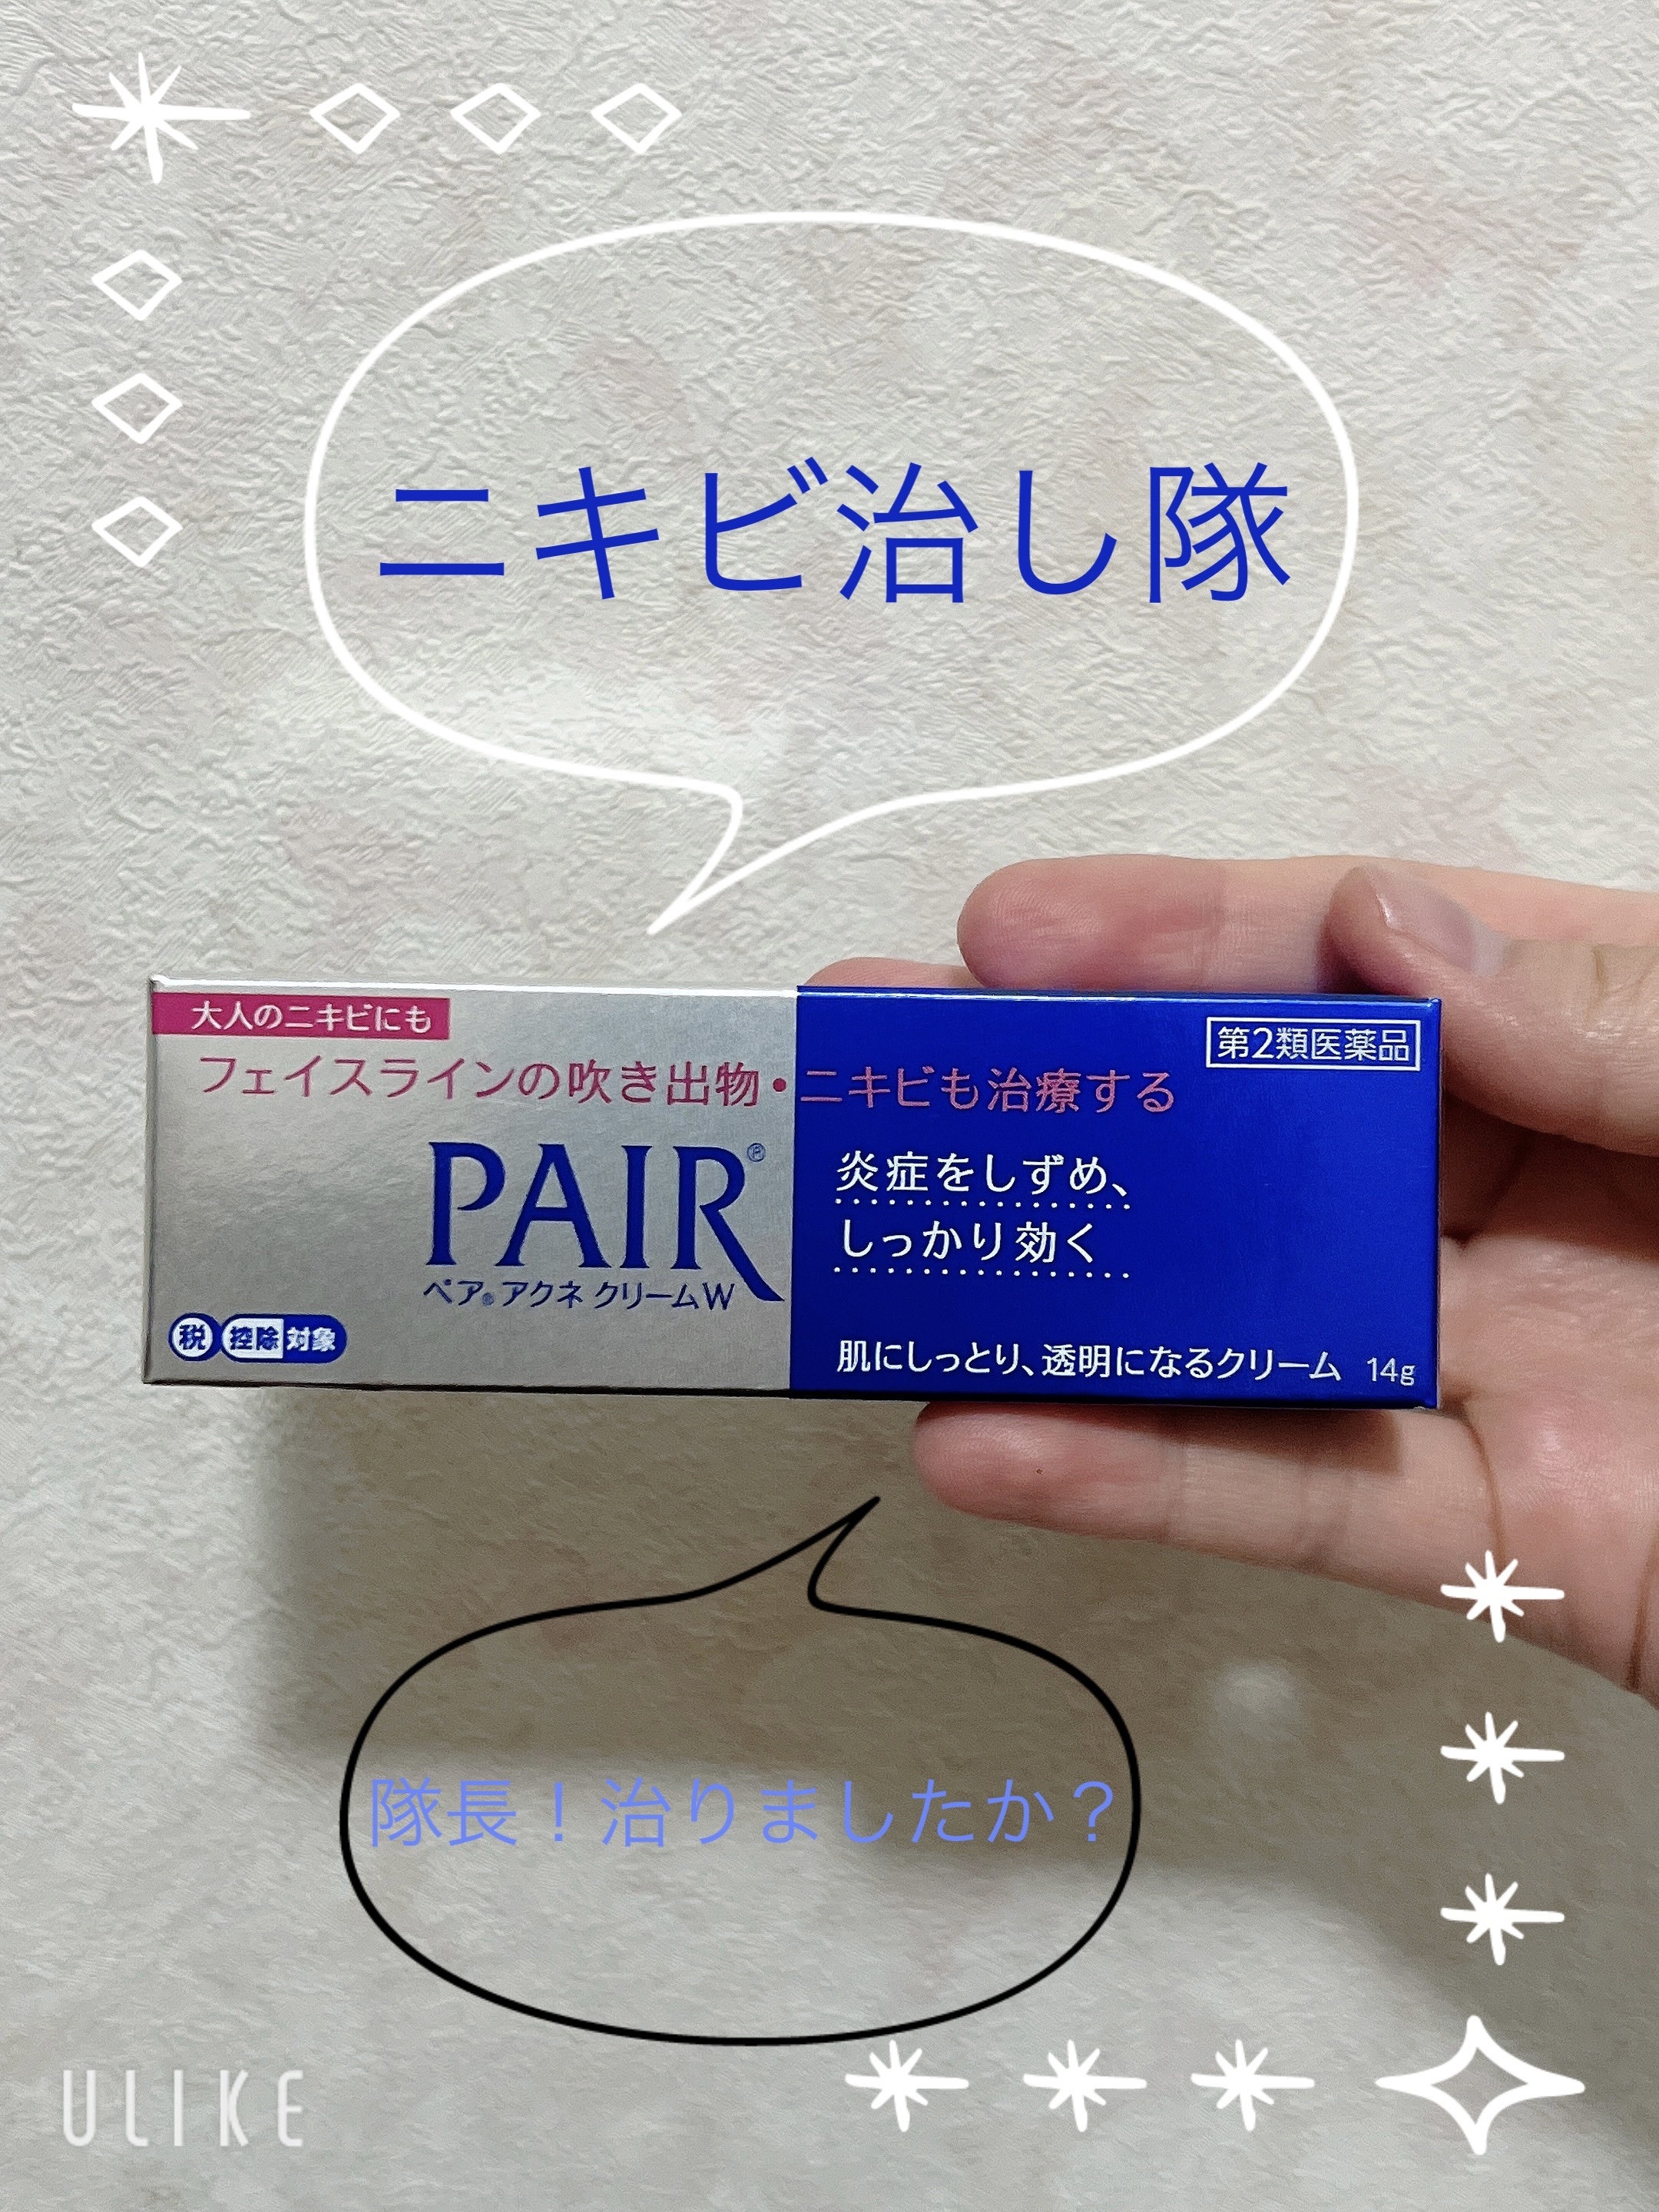 ニキビ治し隊
大人のニキビにも
第2類医薬品
フェイスラインの吹き出物・ニキビも治療する
PAIR®
ペア®アクネ クリームW
炎症をしずめ、
しっかり効く
税 控除対象
肌にしっとり、透明になるクリーム 14g
隊長！治りましたか？
ULIKE